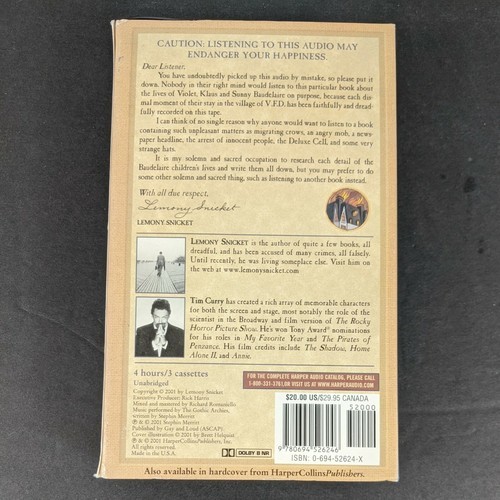 CAUTION: LISTENING TO THIS AUDIO MAY
ENDANGER YOUR HAPPINESS.
Dear Listener,
You have undoubtedly picked up this audio by mistake, so please put it
down. Nobody in their right mind would listen to this particular book about
the lives of Violet, Klaus and Sunny Baudelaire on purpose, because each dis
mal moment of their stay in the village of V.F.D. has been faithfully and dread-
fully recorded on this tape.
I can think of no single reason why anyone would want to listen to a book
containing such unpleasant matters as migrating crows, an angry mob, a news
paper headline, the arrest of innocent people, the Deluxe Cell, and some very
strange hats.
It is my solemn and sacred occupation to research each detail of the
Baudelaire children's lives and write them all down, but you may prefer to do
some other solemn and sacred thing, such as listening to another book instead.
With all due respect,
Lemony Snicket
LEMONY SNICKET
LEMONY SNICKET is the author of quite a few books, all
dreadful, and has been accused of many crimes, all falsely.
Until recently, he was living someplace else. Visit him on
the web at www.lemonysnicket.com.
TIM CURRY has created a rich array of memorable characters
for both the screen and stage, most notably the role of the
scientist in the Broadway and film version of The Rocky
Horror Picture Show. He's won Tony Award® nominations
for his roles in My Favorite Year and The Pirates of
Penzance. His film credits include The Shadow, Home
Alone II, and Annie.
4 hours/3 cassettes
Unabridged
Copyright © 2001 by Lemony Snicket
Executive Producer: Rick Harris
Mixed and mastered by Richard Romaniello
Music performed by The Gothic Archies,
written by Stephin Merritt
℗ & © 2001 Stephin Merritt
Published by Gay and Loud (ASCAP)
Cover illustration © 2001 by Brett Helquist
℗ & © 2001 HarperCollins Publishers Inc.
Made in the U.S.A.
FOR THE COMPLETE HARPER AUDIO CATALOG, PLEASE CALL
1-800-331-3761, OR VISIT US AT WWW.HARPERAUDIO.COM.
$20.00 US/$29.95 CANADA
52000
9 780694 526246
ISBN 0-694-52624-X
DOLBY B NR
Also available in hardcover from HarperCollinsPublishers.